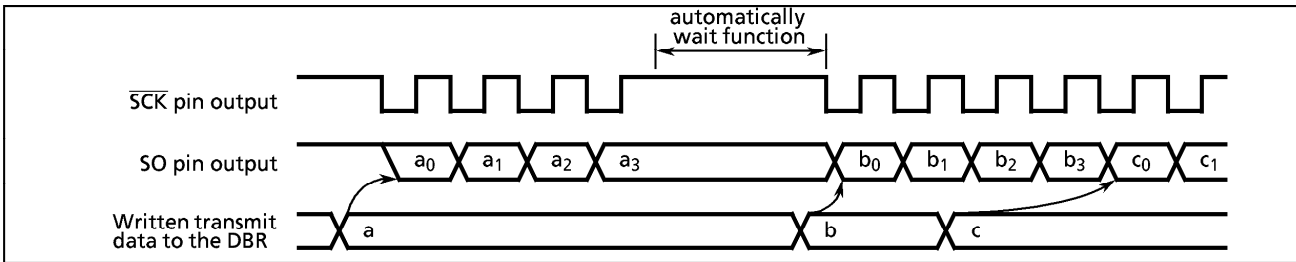 automatically
wait function
SCK pin output
SO pin output
a0 a1 a2 a3 b0 b1 b2 b3 c0 c1
Written transmit
data to the DBR
a b c